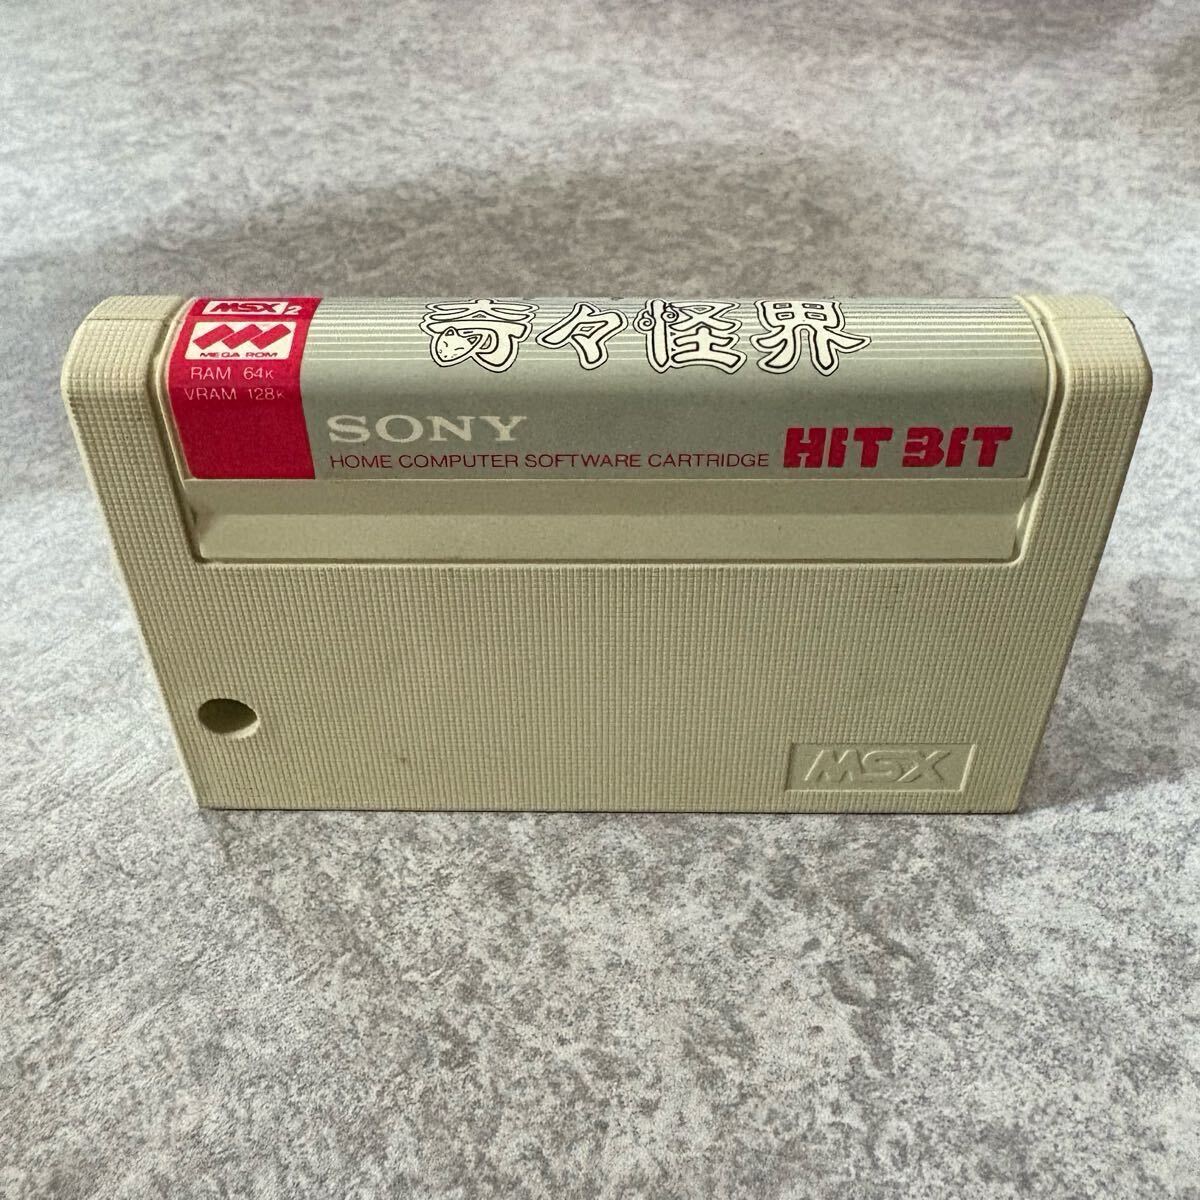 MSX2
MEGA ROM
RAM 64K
VRAM 128K
奇々怪界
SONY
HOME COMPUTER SOFTWARE CARTRIDGE
HIT BIT
MSX